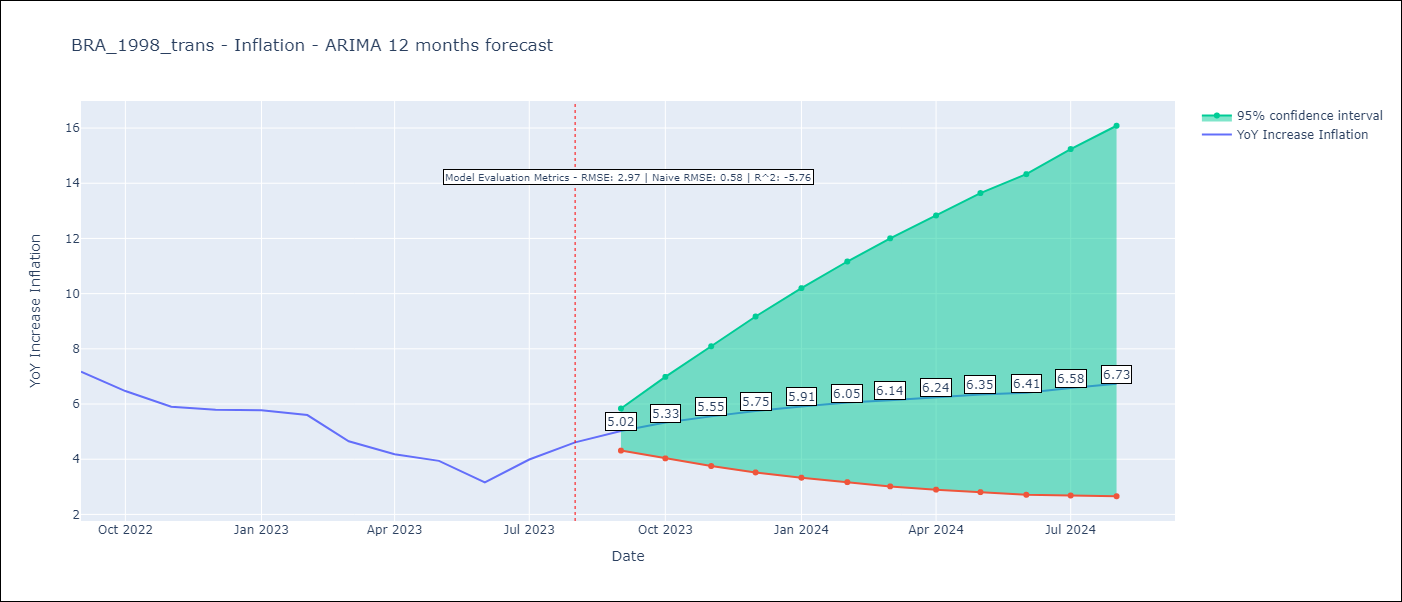 BRA_1998_trans - Inflation - ARIMA 12 months forecast
95% confidence interval
YoY Increase Inflation
Model Evaluation Metrics - RMSE: 2.97 | Naive RMSE: 0.58 | R^2: -5.76
YoY Increase Inflation
16
14
12
10
8
6
4
2
5.02
5.33
5.55
5.75
5.91
6.05
6.14
6.24
6.35
6.41
6.58
6.73
Oct 2022
Jan 2023
Apr 2023
Jul 2023
Oct 2023
Jan 2024
Apr 2024
Jul 2024
Date